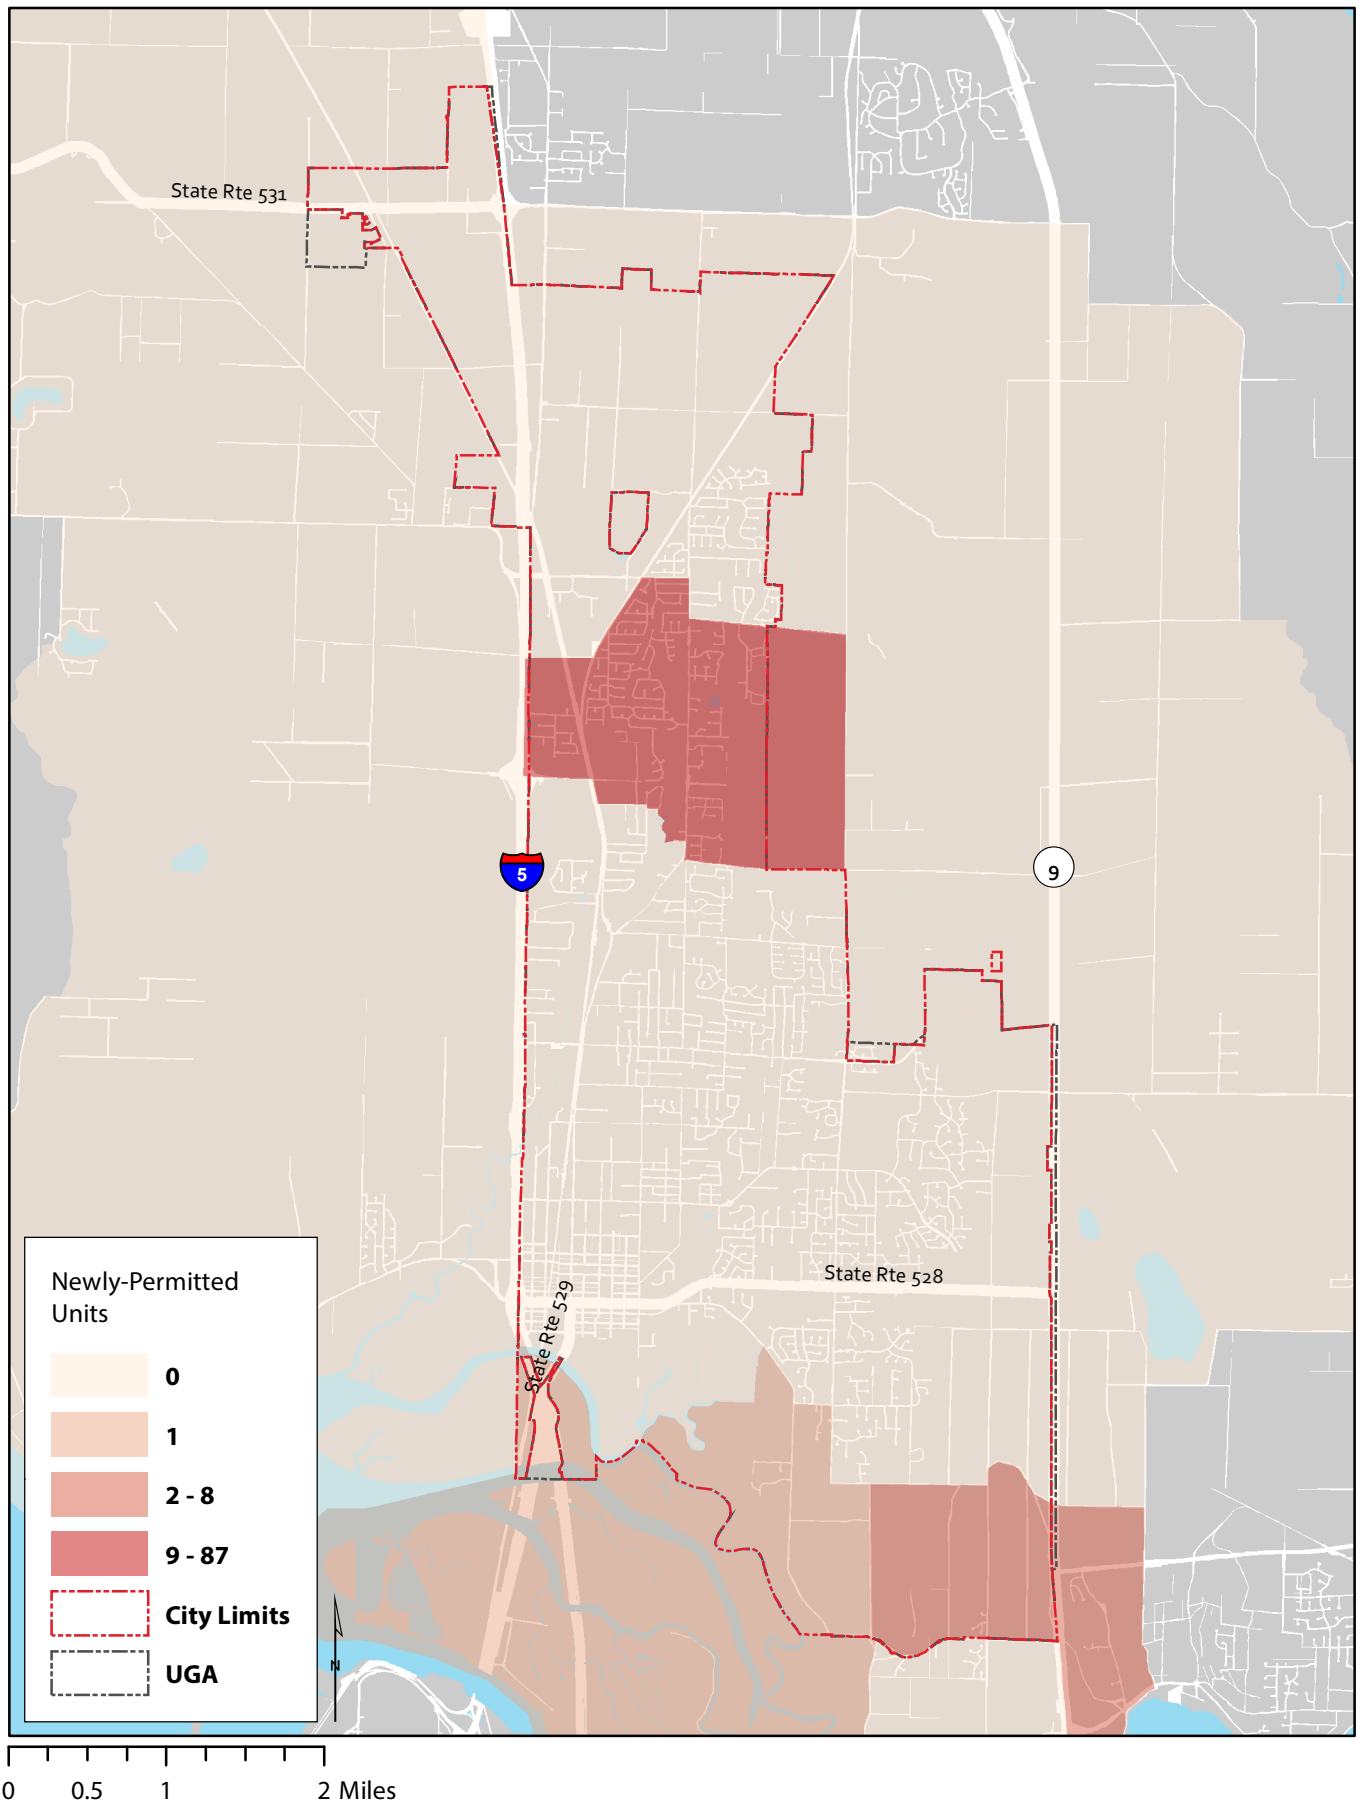 State Rte 531
5
9
State Rte 528
State Rte 529
Newly-Permitted
Units
0
1
2 - 8
9 - 87
City Limits
UGA
N
0 0.5 1 2 Miles